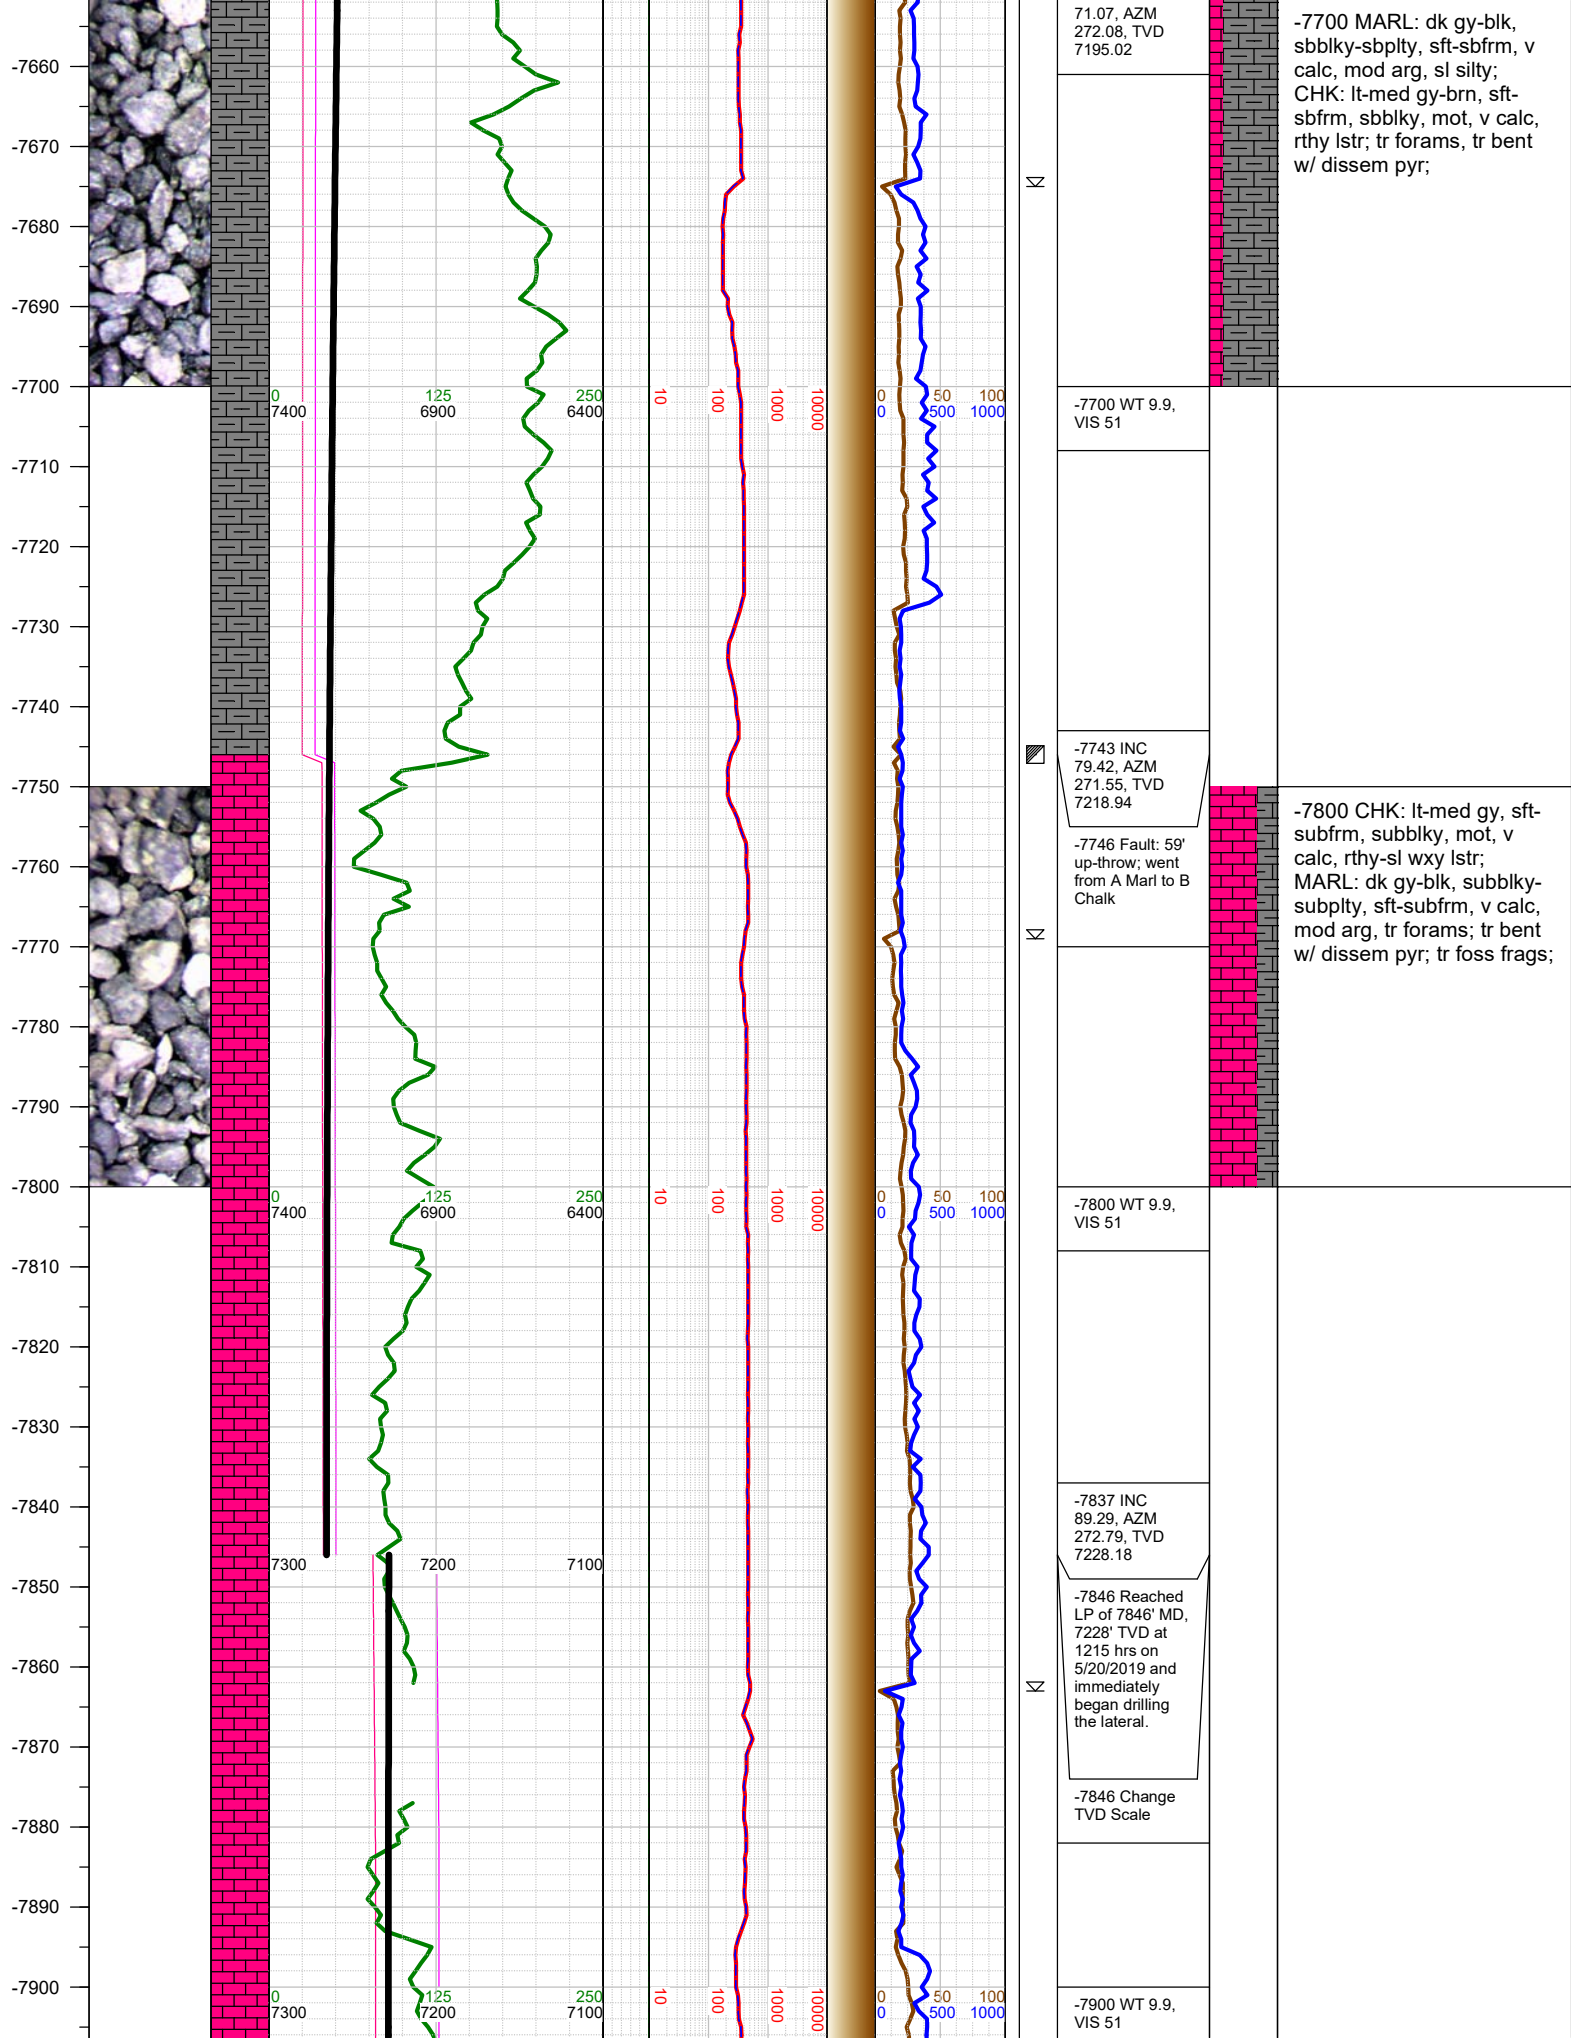 71.07, AZM
272.08, TVD
7195.02
-7700 MARL: dk gy-blk,
sbblky-sbplty, sft-sbfrm, v
calc, mod arg, sl silty;
CHK: lt-med gy-brn, sft-
sbfrm, sbblky, mot, v calc,
rthy lstr; tr forams, tr bent
w/ dissem pyr;
-7660
-7670
-7680
-7690
-7700
0 125 250
7400 6900 6400
10 100 1000 10000
0 50 100
0 500 1000
-7700 WT 9.9,
VIS 51
-7710
-7720
-7730
-7740
-7743 INC
79.42, AZM
271.55, TVD
7218.94
-7750
-7746 Fault: 59'
up-throw; went
from A Marl to B
Chalk
-7800 CHK: lt-med gy, sft-
subfrm, subblky, mot, v
calc, rthy-sl wxy lstr;
MARL: dk gy-blk, subblky-
subplty, sft-subfrm, v calc,
mod arg, tr forams; tr bent
w/ dissem pyr; tr foss frags;
-7760
-7770
-7780
-7790
-7800
0 125 250
7400 6900 6400
10 100 1000 10000
0 50 100
0 500 1000
-7800 WT 9.9,
VIS 51
-7810
-7820
-7830
-7840
-7837 INC
89.29, AZM
272.79, TVD
7228.18
7300 7200 7100
-7850
-7846 Reached
LP of 7846' MD,
7228' TVD at
1215 hrs on
5/20/2019 and
immediately
began drilling
the lateral.
-7860
-7870
-7846 Change
TVD Scale
-7880
-7890
-7900
0 125 250
7300 7200 7100
10 100 1000 10000
0 50 100
0 500 1000
-7900 WT 9.9,
VIS 51